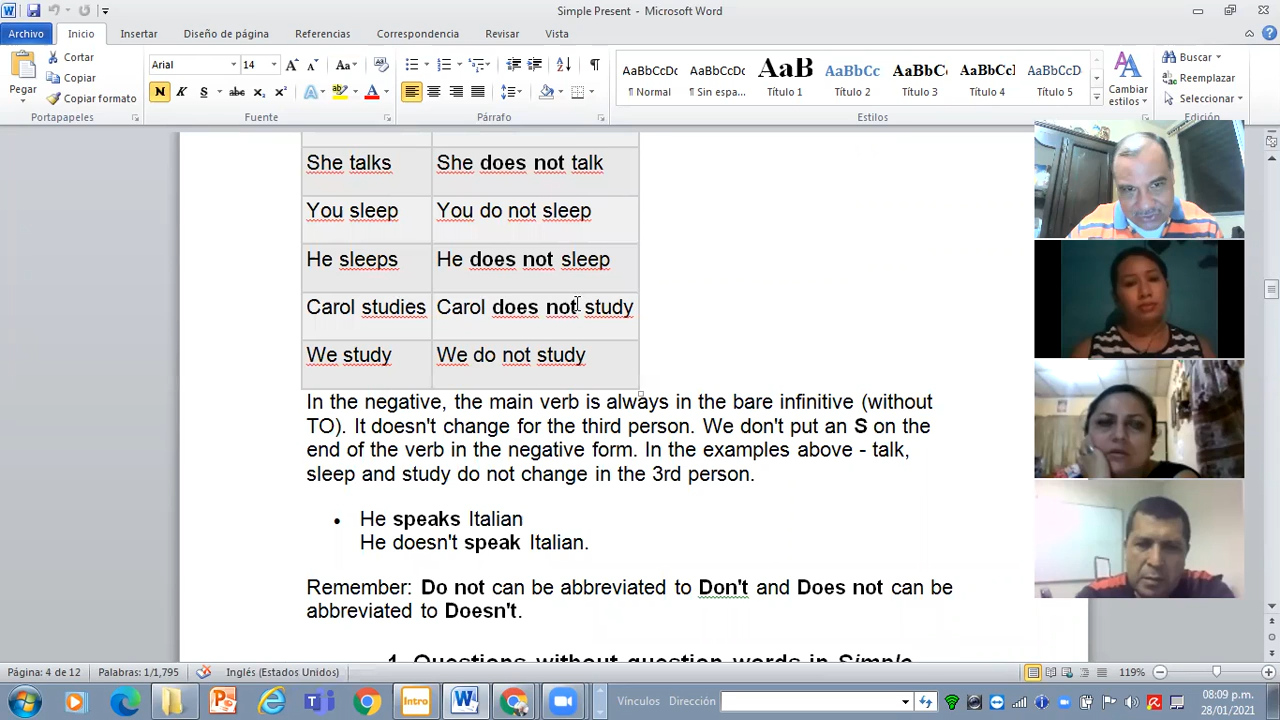 Simple Present - Microsoft Word
Archivo Inicio Insertar Diseño de página Referencias Correspondencia Revisar Vista
Pegar
Cortar
Copiar
Copiar formato
Portapapeles
Arial 14
Fuente
Párrafo
AaBbCcDc AaBbCcDc AaB AaBbCc AaBbC AaBbCc AaBbCcD
¶ Normal ¶ Sin espa... Título 1 Título 2 Título 3 Título 4 Título 5
Cambiar estilos
Estilos
Buscar
Reemplazar
Seleccionar
Edición
She talks She does not talk
You sleep You do not sleep
He sleeps He does not sleep
Carol studies Carol does not study
We study We do not study
In the negative, the main verb is always in the bare infinitive (without
TO). It doesn't change for the third person. We don't put an S on the
end of the verb in the negative form. In the examples above - talk,
sleep and study do not change in the 3rd person.
• He speaks Italian
He doesn't speak Italian.
Remember: Do not can be abbreviated to Don't and Does not can be
abbreviated to Doesn't.
1. Questions without question words in Simple
Página: 4 de 12 Palabras: 1/1,795 Inglés (Estados Unidos) 119%
Intro Vínculos Dirección
08:09 p.m.
28/01/2021